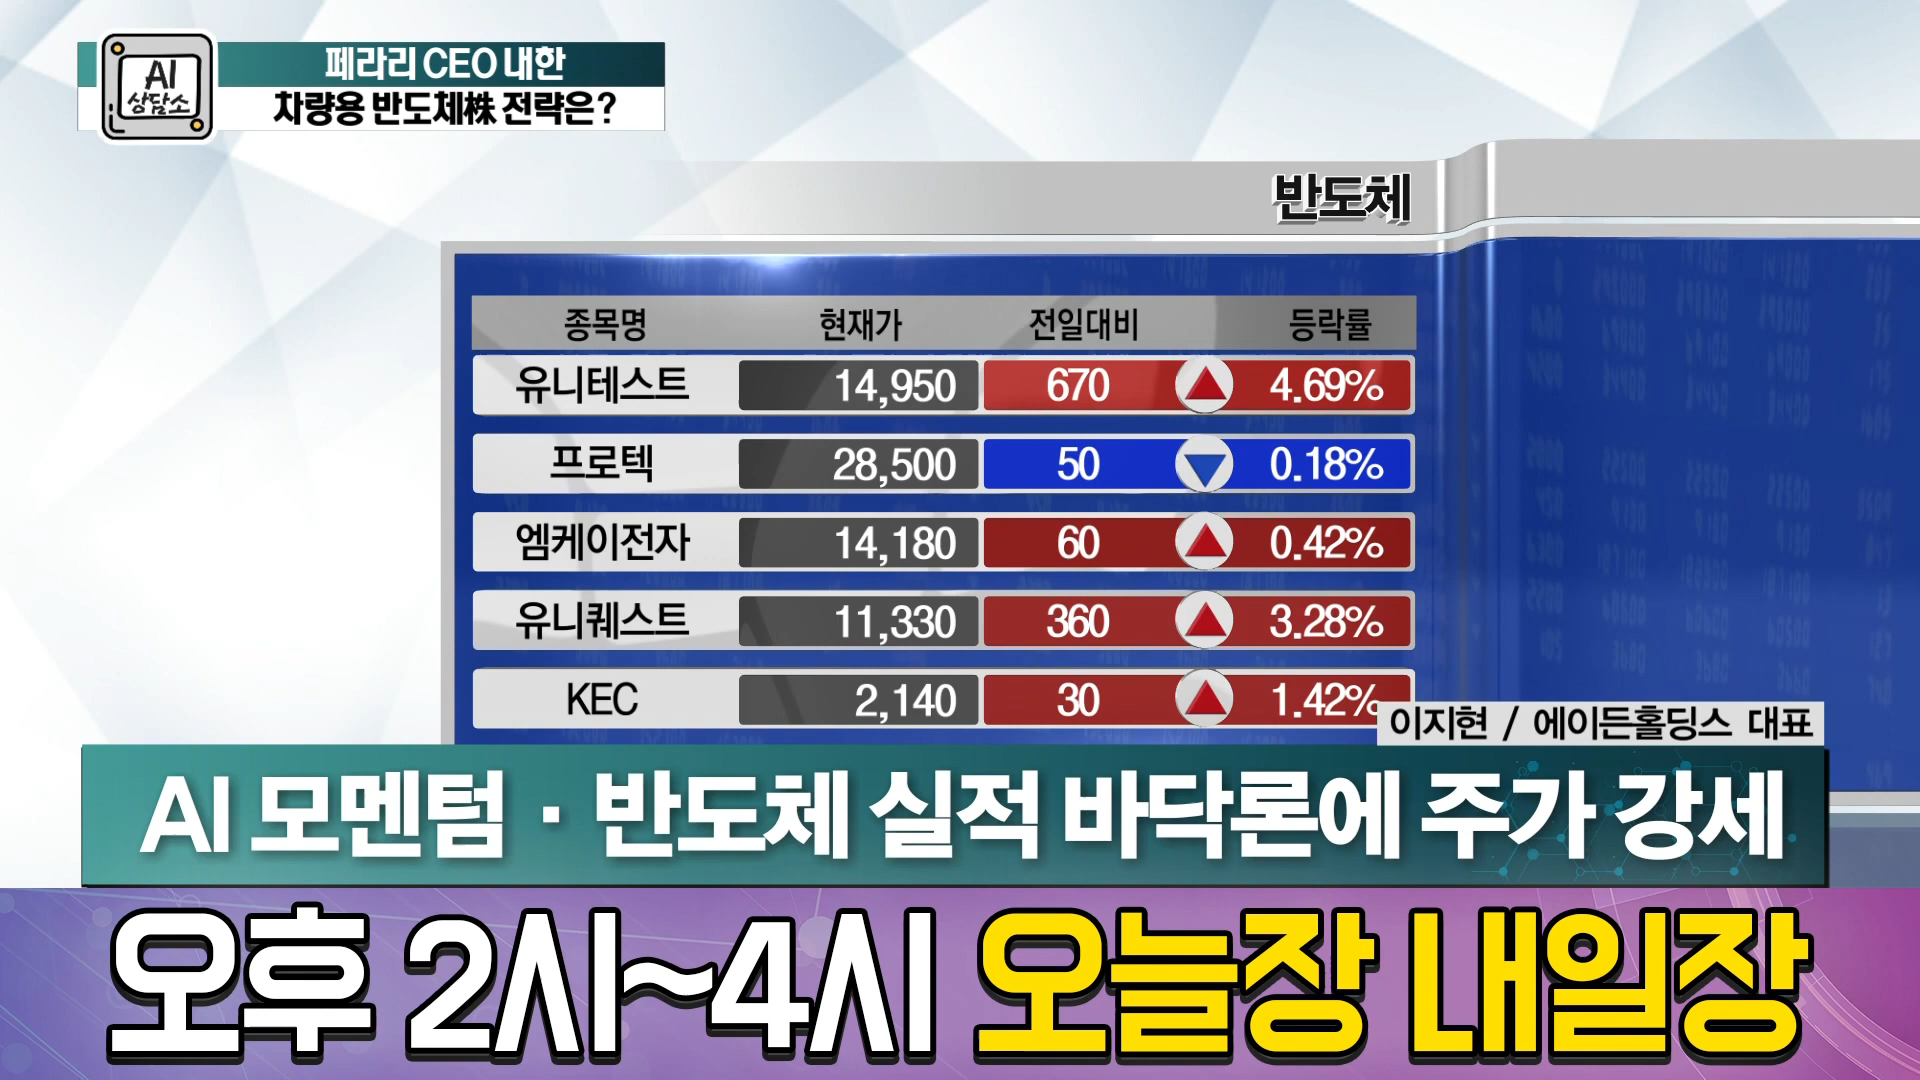 AI
상담소
페라리 CEO 내한
차량용 반도체株 전략은?
반도체
종목명 현재가 전일대비 등락률
유니테스트 14,950 670 ▲ 4.69%
프로텍 28,500 50 ▼ 0.18%
엠케이전자 14,180 60 ▲ 0.42%
유니퀘스트 11,330 360 ▲ 3.28%
KEC 2,140 30 ▲ 1.42%
이지현 / 에이든홀딩스 대표
AI 모멘텀 · 반도체 실적 바닥론에 주가 강세
오후 2시~4시 오늘장 내일장